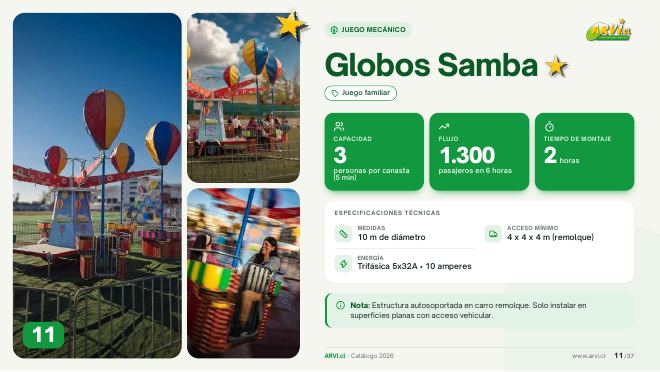 JUEGO MECÁNICO
ARVI.CL
Globos Samba
Juego familiar
CAPACIDAD
3
personas por canasta
(5 min)
FLUJO
1.300
pasajeros en 6 horas
TIEMPO DE MONTAJE
2 horas
ESPECIFICACIONES TÉCNICAS
MEDIDAS
10 m de diámetro
ACCESO MÍNIMO
4 x 4 x 4 m (remolque)
ENERGÍA
Trifásica 5x32A • 10 amperes
Nota: Estructura autosoportada en carro remolque. Solo instalar en
superficies planas con acceso vehicular.
11
ARVI.cl · Catálogo 2026
www.arvi.cl 11 /37